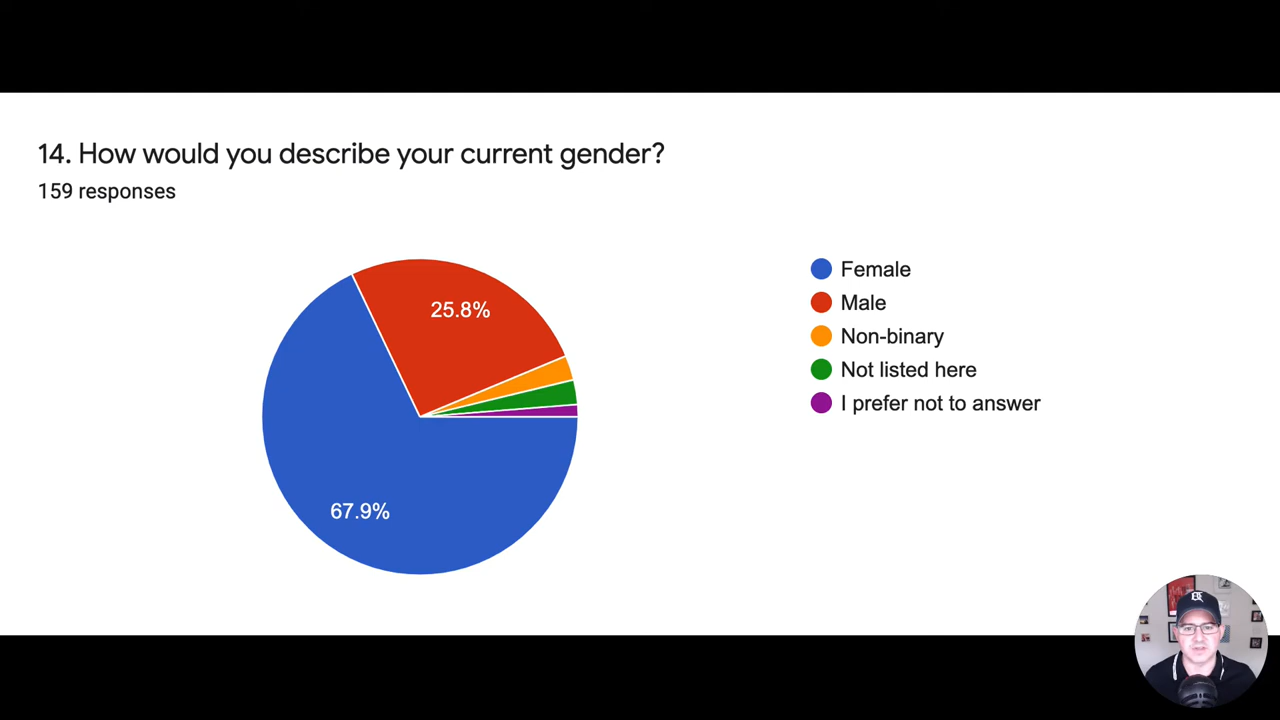 14. How would you describe your current gender?
159 responses
25.8%
67.9%
Female
Male
Non-binary
Not listed here
I prefer not to answer